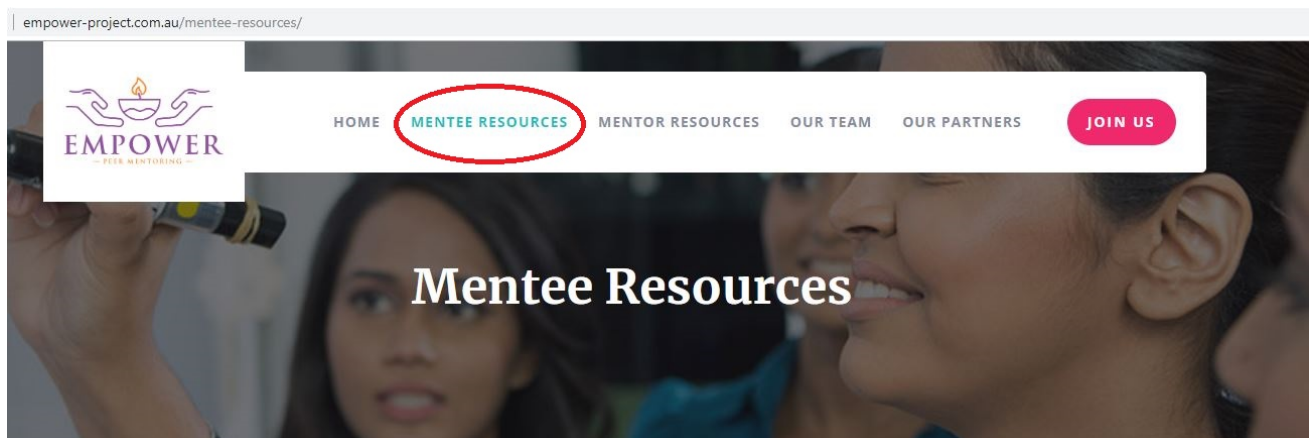 empower-project.com.au/mentee-resources/
EMPOWER
– PEER MENTORING –
HOME MENTEE RESOURCES MENTOR RESOURCES OUR TEAM OUR PARTNERS JOIN US
Mentee Resources